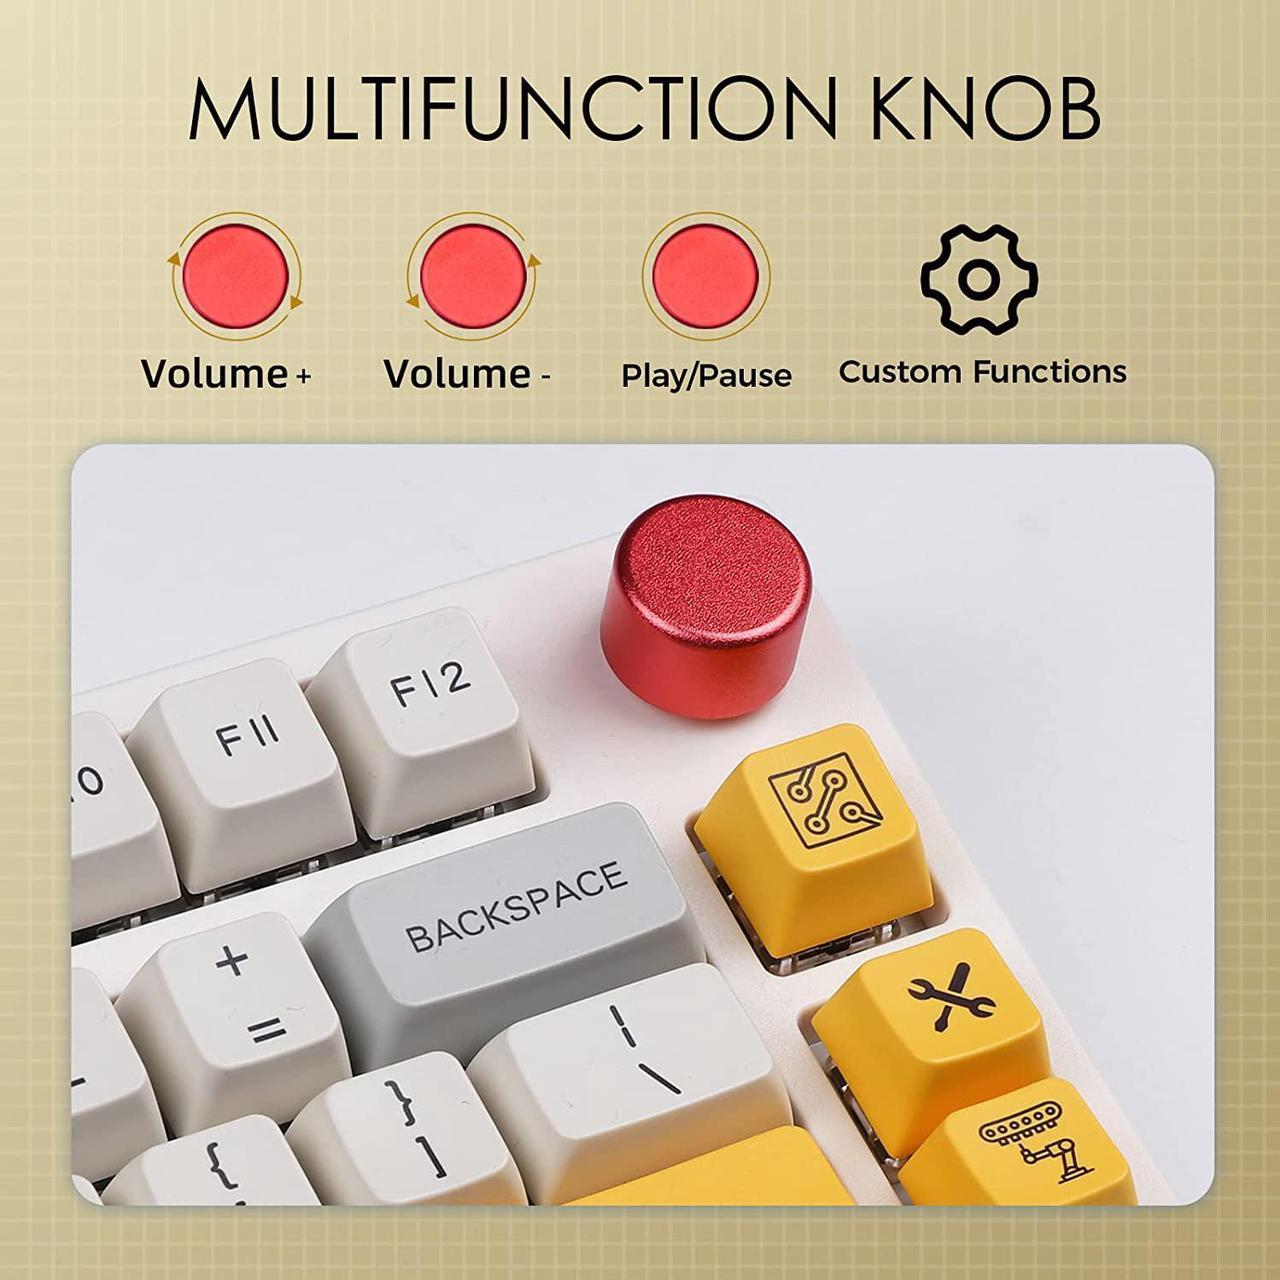 MULTIFUNCTION KNOB
Volume +
Volume -
Play/Pause
Custom Functions
F11
F12
BACKSPACE
+
=
|
\
}
]
{